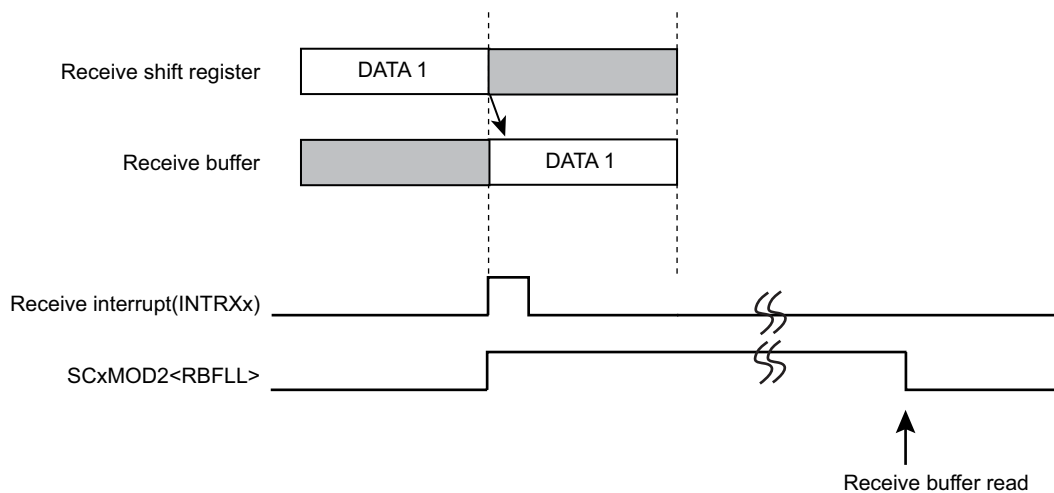 Receive shift register
DATA 1
Receive buffer
DATA 1
Receive interrupt(INTRXx)
SCxMOD2<RBFLL>
Receive buffer read